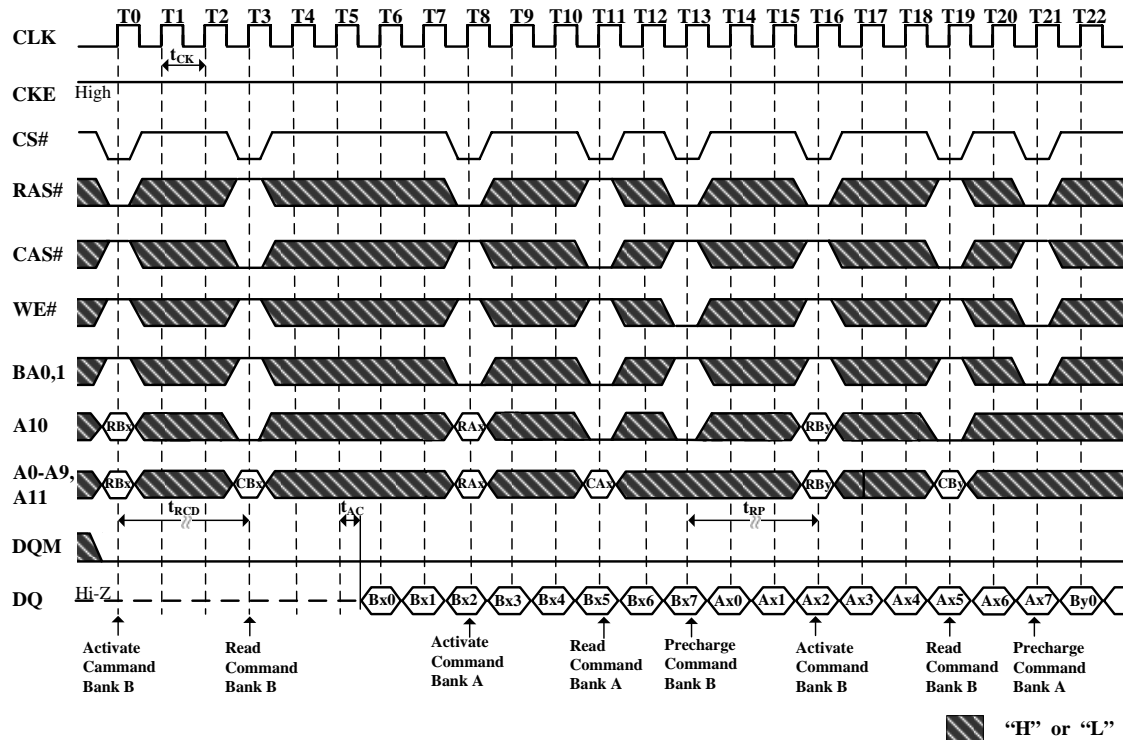 T0 T1 T2 T3 T4 T5 T6 T7 T8 T9 T10 T11 T12 T13 T14 T15 T16 T17 T18 T19 T20 T21 T22
CLK
tCK
CKE High
CS#
RAS#
CAS#
WE#
BA0,1
A10 RBx RAx RBy
A0-A9,
A11
RBx CBx RAx CAx RBy CBy
tRCD tAC tRP
DQM
DQ Hi-Z Bx0 Bx1 Bx2 Bx3 Bx4 Bx5 Bx6 Bx7 Ax0 Ax1 Ax2 Ax3 Ax4 Ax5 Ax6 Ax7 By0
Activate
Cammand
Bank B
Read
Command
Bank B
Activate
Command
Bank A
Read
Command
Bank A
Precharge
Command
Bank B
Activate
Command
Bank B
Read
Command
Bank B
Precharge
Command
Bank A
“H” or “L”